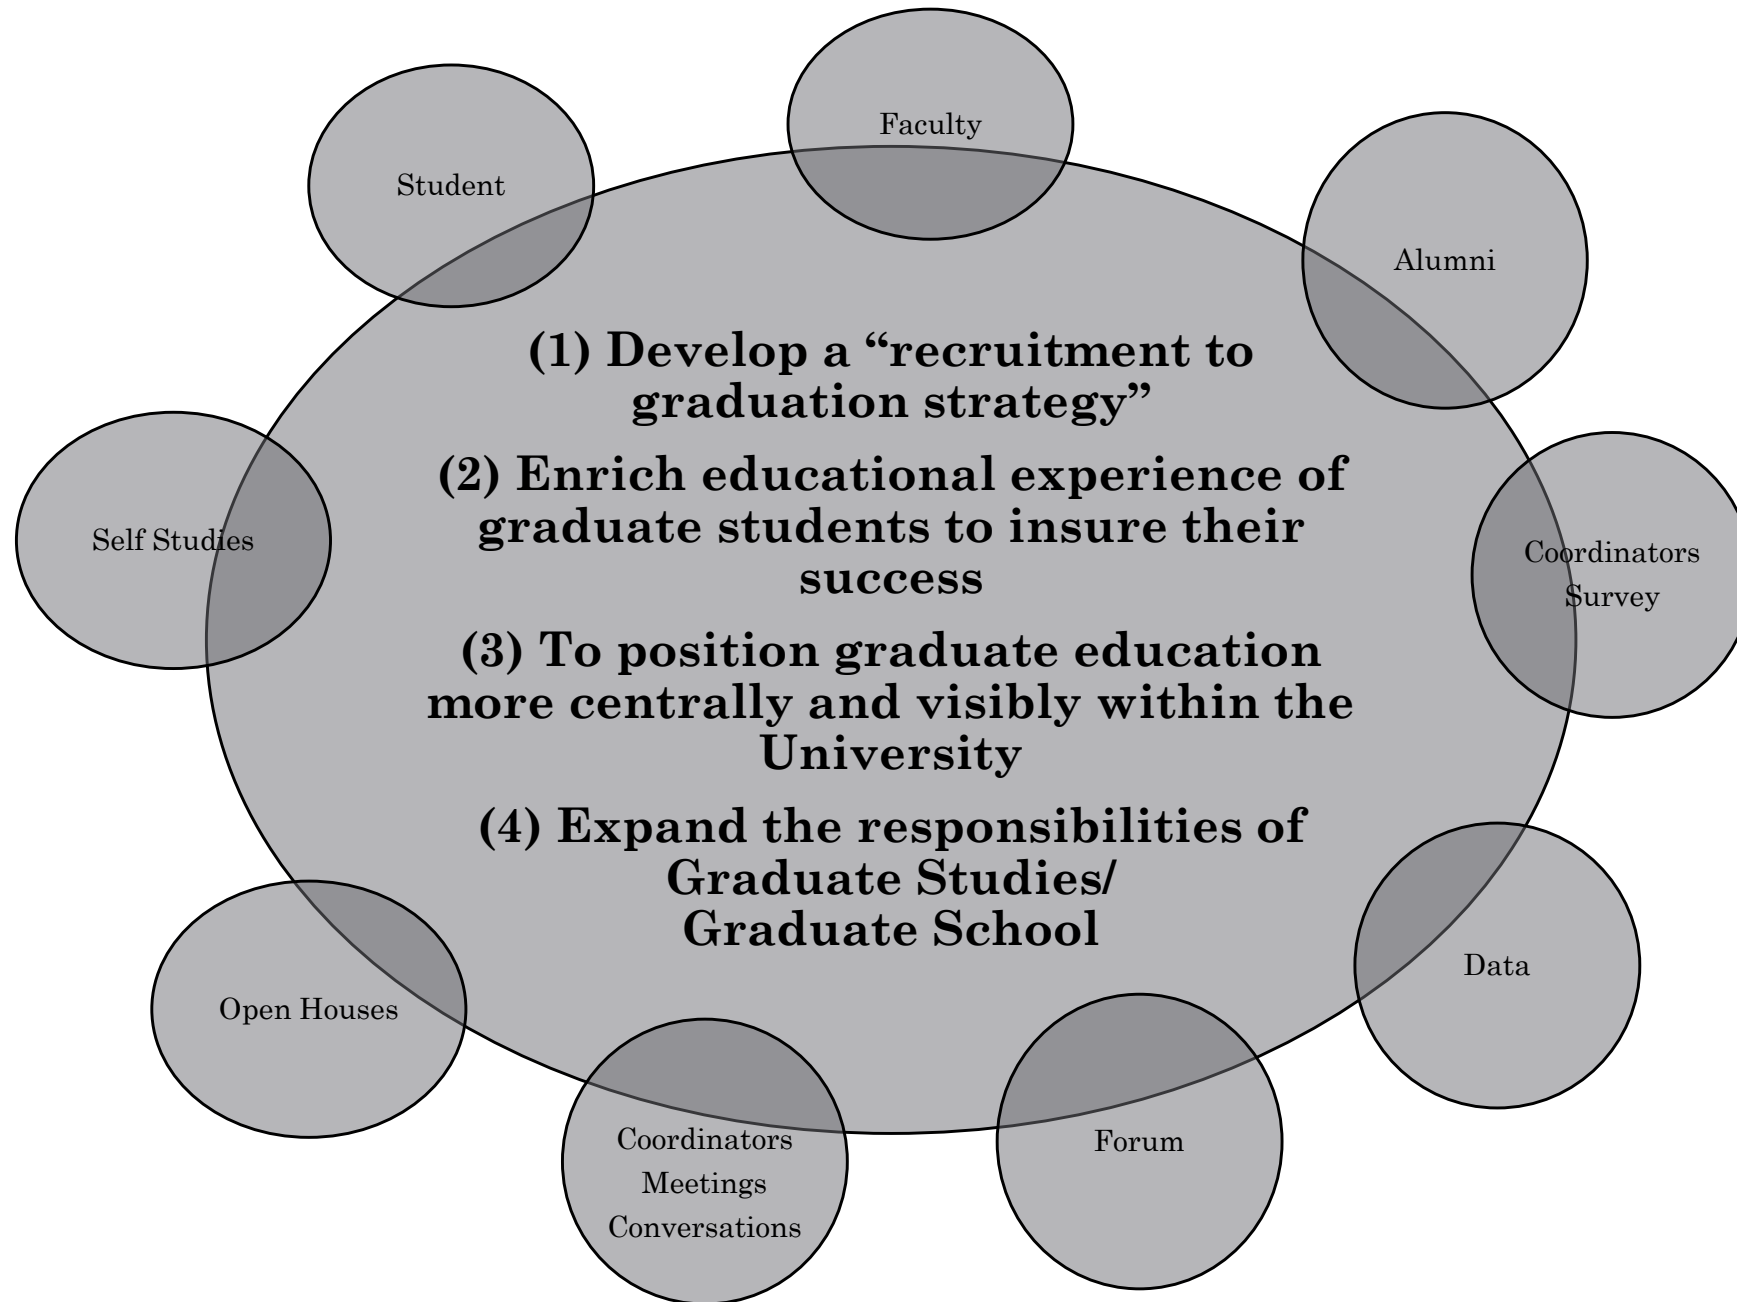 Faculty
Student
Alumni
(1) Develop a “recruitment to
graduation strategy”
(2) Enrich educational experience of
graduate students to insure their
success
Self Studies
Coordinators
Survey
(3) To position graduate education
more centrally and visibly within the
University
(4) Expand the responsibilities of
Graduate Studies/
Graduate School
Data
Open Houses
Coordinators
Meetings
Conversations
Forum